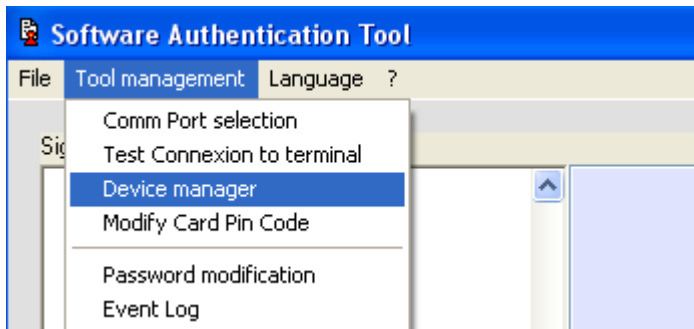 Software Authentication Tool
File Tool management Language ?
Comm Port selection
Test Connexion to terminal
Device manager
Modify Card Pin Code
Password modification
Event Log